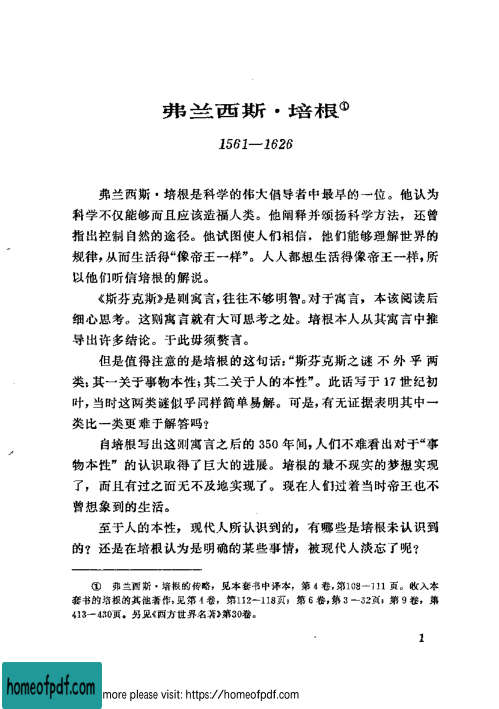 弗兰西斯·培根①
1561—1626
弗兰西斯·培根是科学的伟大倡导者中最早的一位。他认为
科学不仅能够而且应该造福人类。他阐释并颂扬科学方法，还曾
指出控制自然的途径。他试图使人们相信，他们能够理解世界的
规律，从而生活得“像帝王一样”。人人都想生活得像帝王一样，所
以他们听信培根的解说。
《斯芬克斯》是则寓言，往往不够明智。对于寓言，本该阅读后
细心思考。这则寓言就有大可思考之处。培根本人从其寓言中推
导出许多结论。于此毋须赘言。
但是值得注意的是培根的这句话：“斯芬克斯之谜不外乎两
类：其一关于事物本性；其二关于人的本性”。此话写于17世纪初
叶，当时这两类谜似乎同样简单易解。可是，有无证据表明其中一
类比一类更难于解答吗？
自培根写出这则寓言之后的350年间，人们不难看出对于“事
物本性”的认识取得了巨大的进展。培根的最不现实的梦想实现
了，而且有过之而无不及地实现了。现在人们过着当时帝王也不
曾想象到的生活。
至于人的本性，现代人所认识到的，有哪些是培根未认识到
的？还是在培根认为是明确的某些事情，被现代人淡忘了呢？
① 弗兰西斯·培根的传略，见本套书中译本，第4卷，第108—111页。收入本
套书的培根的其他著作，见第4卷，第112—118页；第6卷，第3—32页；第9卷，第
413—430页。另见《西方世界名著》第30卷。
1
homeofpdf.com
more please visit: https://homeofpdf.com